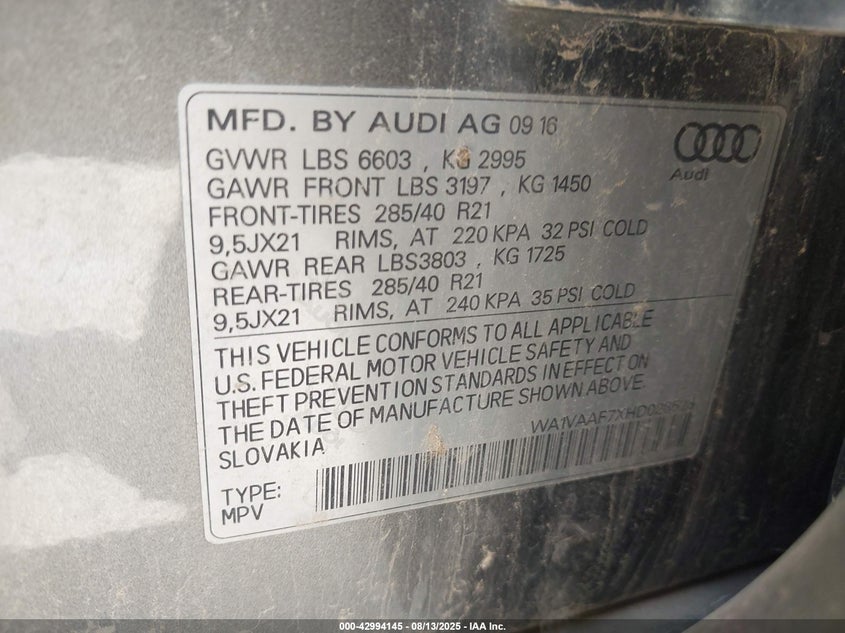 MFD. BY AUDI AG 09 16
Audi
GVWR LBS 6603 , KG 2995
GAWR FRONT LBS 3197 , KG 1450
FRONT-TIRES 285/40 R21
9,5JX21 RIMS, AT 220 KPA 32 PSI COLD
GAWR REAR LBS3803 , KG 1725
REAR-TIRES 285/40 R21
9,5JX21 RIMS, AT 240 KPA 35 PSI COLD
THIS VEHICLE CONFORMS TO ALL APPLICABLE
U.S. FEDERAL MOTOR VEHICLE SAFETY AND
THEFT PREVENTION STANDARDS IN EFFECT ON
THE DATE OF MANUFACTURE SHOWN ABOVE.
SLOVAKIA
TYPE:
MPV
000-42994145 - 08/13/2025 - IAA Inc.